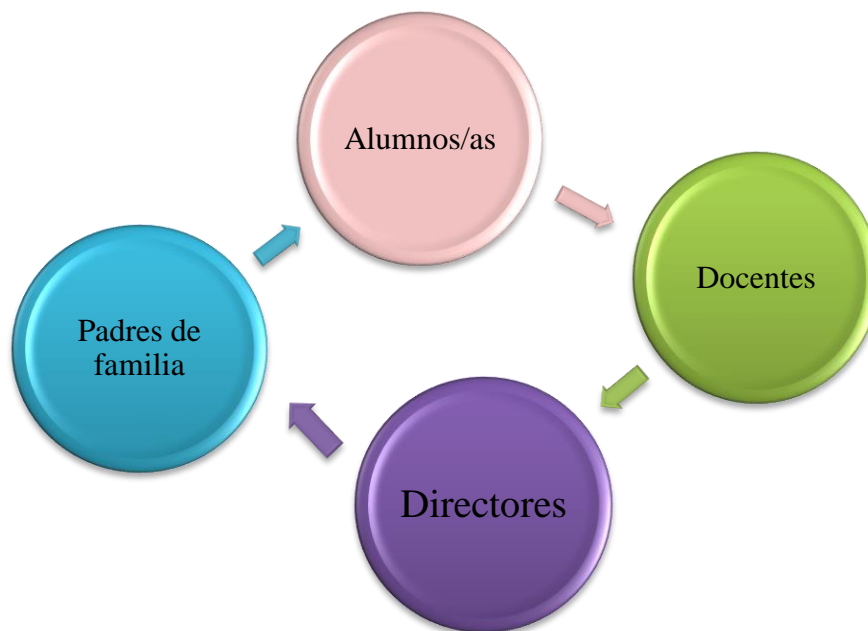 Alumnos/as
Docentes
Padres de
familia
Directores